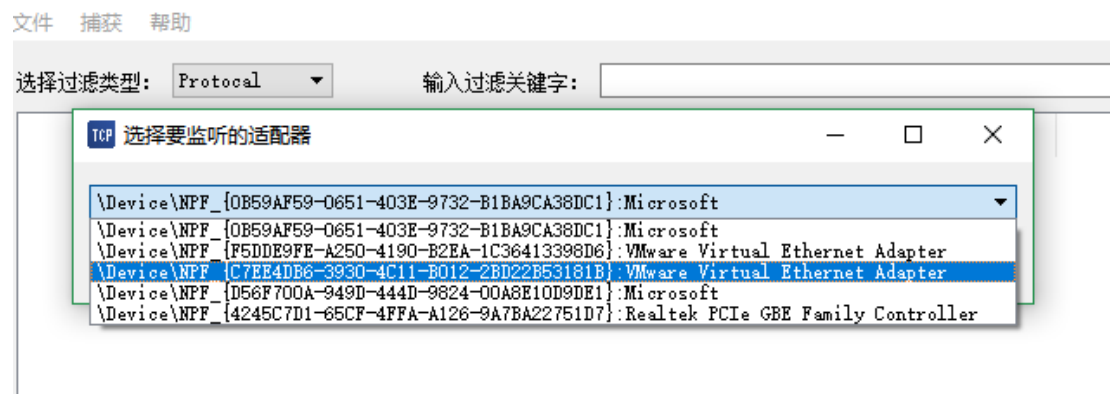 文件 捕获 帮助
选择过滤类型： Protocal 输入过滤关键字：
TCP 选择要监听的适配器
\Device\NPF_{0B59AF59-0651-403E-9732-B1BA9CA38DC1}:Microsoft
\Device\NPF_{0B59AF59-0651-403E-9732-B1BA9CA38DC1}:Microsoft
\Device\NPF_{F5DDE9FE-A250-4190-B2EA-1C36413398D6}:VMware Virtual Ethernet Adapter
\Device\NPF_{C7EE4DB6-3930-4C11-B012-2BD22B53181B}:VMware Virtual Ethernet Adapter
\Device\NPF_{D56F700A-949D-444D-9824-00A8E10D9DE1}:Microsoft
\Device\NPF_{4245C7D1-65CF-4FFA-A126-9A7BA22751D7}:Realtek PCIe GBE Family Controller